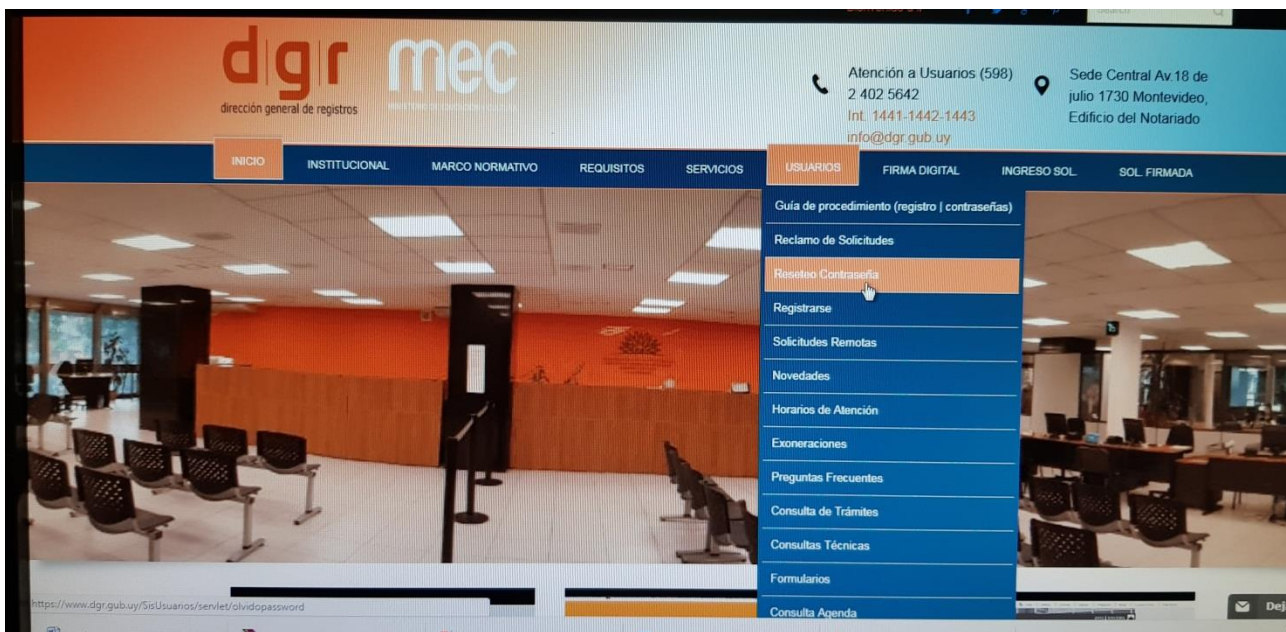 d|g|r
mec
dirección general de registros
Atención a Usuarios (598)
2 402 5642
Int. 1441-1442-1443
info@dgr.gub.uy
Sede Central Av.18 de
julio 1730 Montevideo,
Edificio del Notariado
INICIO
INSTITUCIONAL
MARCO NORMATIVO
REQUISITOS
SERVICIOS
USUARIOS
FIRMA DIGITAL
INGRESO SOL.
SOL. FIRMADA
Guía de procedimiento (registro | contraseñas)
Reclamo de Solicitudes
Reseteo Contraseña
Registrarse
Solicitudes Remotas
Novedades
Horarios de Atención
Exoneraciones
Preguntas Frecuentes
Consulta de Trámites
Consultas Técnicas
Formularios
Consulta Agenda
https://www.dgr.gub.uy/SisUsuarios/servlet/olvidopassword